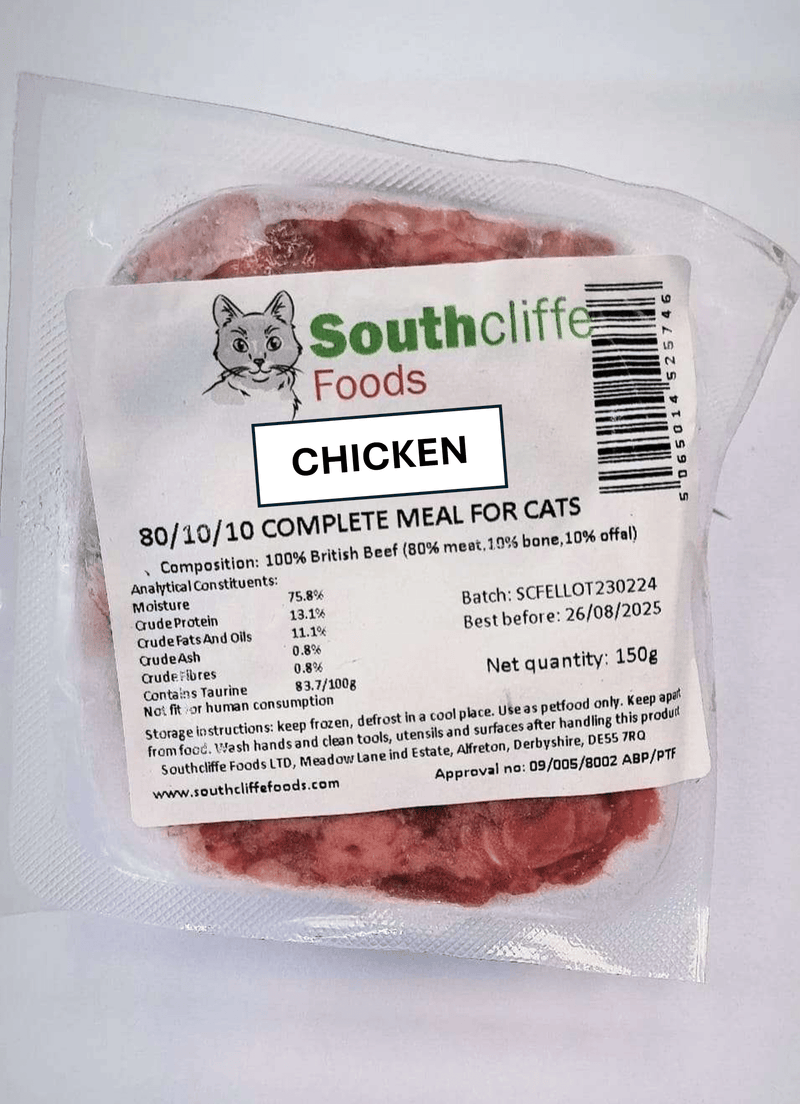 Southcliffe
Foods
CHICKEN
80/10/10 COMPLETE MEAL FOR CATS
Composition: 100% British Beef (80% meat,10% bone,10% offal)
Analytical Constituents:
Moisture 75.8%
Crude Protein 13.1%
Crude Fats And Oils 11.1%
Crude Ash 0.8%
Crude Fibres 0.8%
Contains Taurine 83.7/100g
Not fit for human consumption
Batch: SCFELLOT230224
Best before: 26/08/2025
Net quantity: 150g
Storage instructions: keep frozen, defrost in a cool place. Use as petfood only. Keep apart
from food. Wash hands and clean tools, utensils and surfaces after handling this product
Southcliffe Foods LTD, Meadow Lane ind Estate, Alfreton, Derbyshire, DE55 7RQ
www.southcliffefoods.com
Approval no: 09/005/8002 ABP/PTF
5 065014 525746